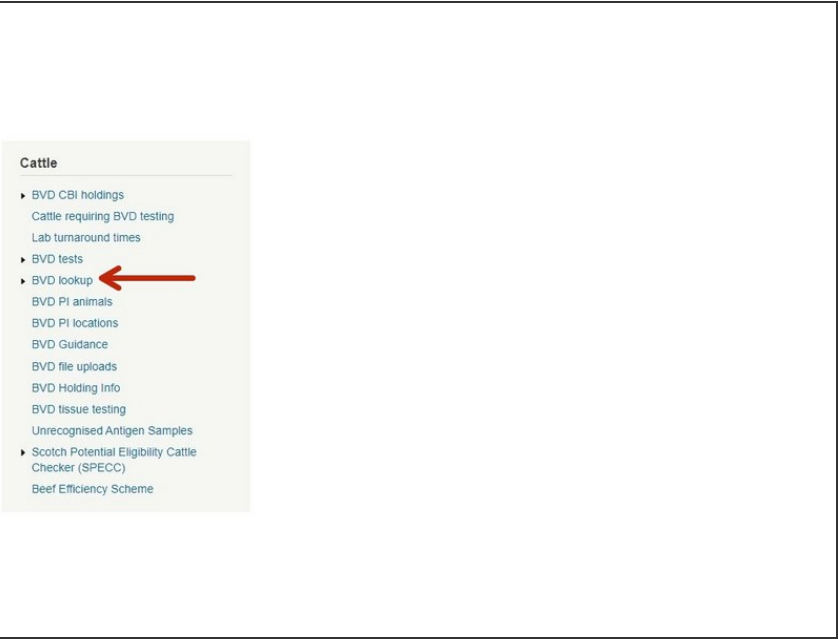 Cattle
BVD CBI holdings
Cattle requiring BVD testing
Lab turnaround times
BVD tests
BVD lookup
BVD PI animals
BVD PI locations
BVD Guidance
BVD file uploads
BVD Holding Info
BVD tissue testing
Unrecognised Antigen Samples
Scotch Potential Eligibility Cattle
Checker (SPECC)
Beef Efficiency Scheme